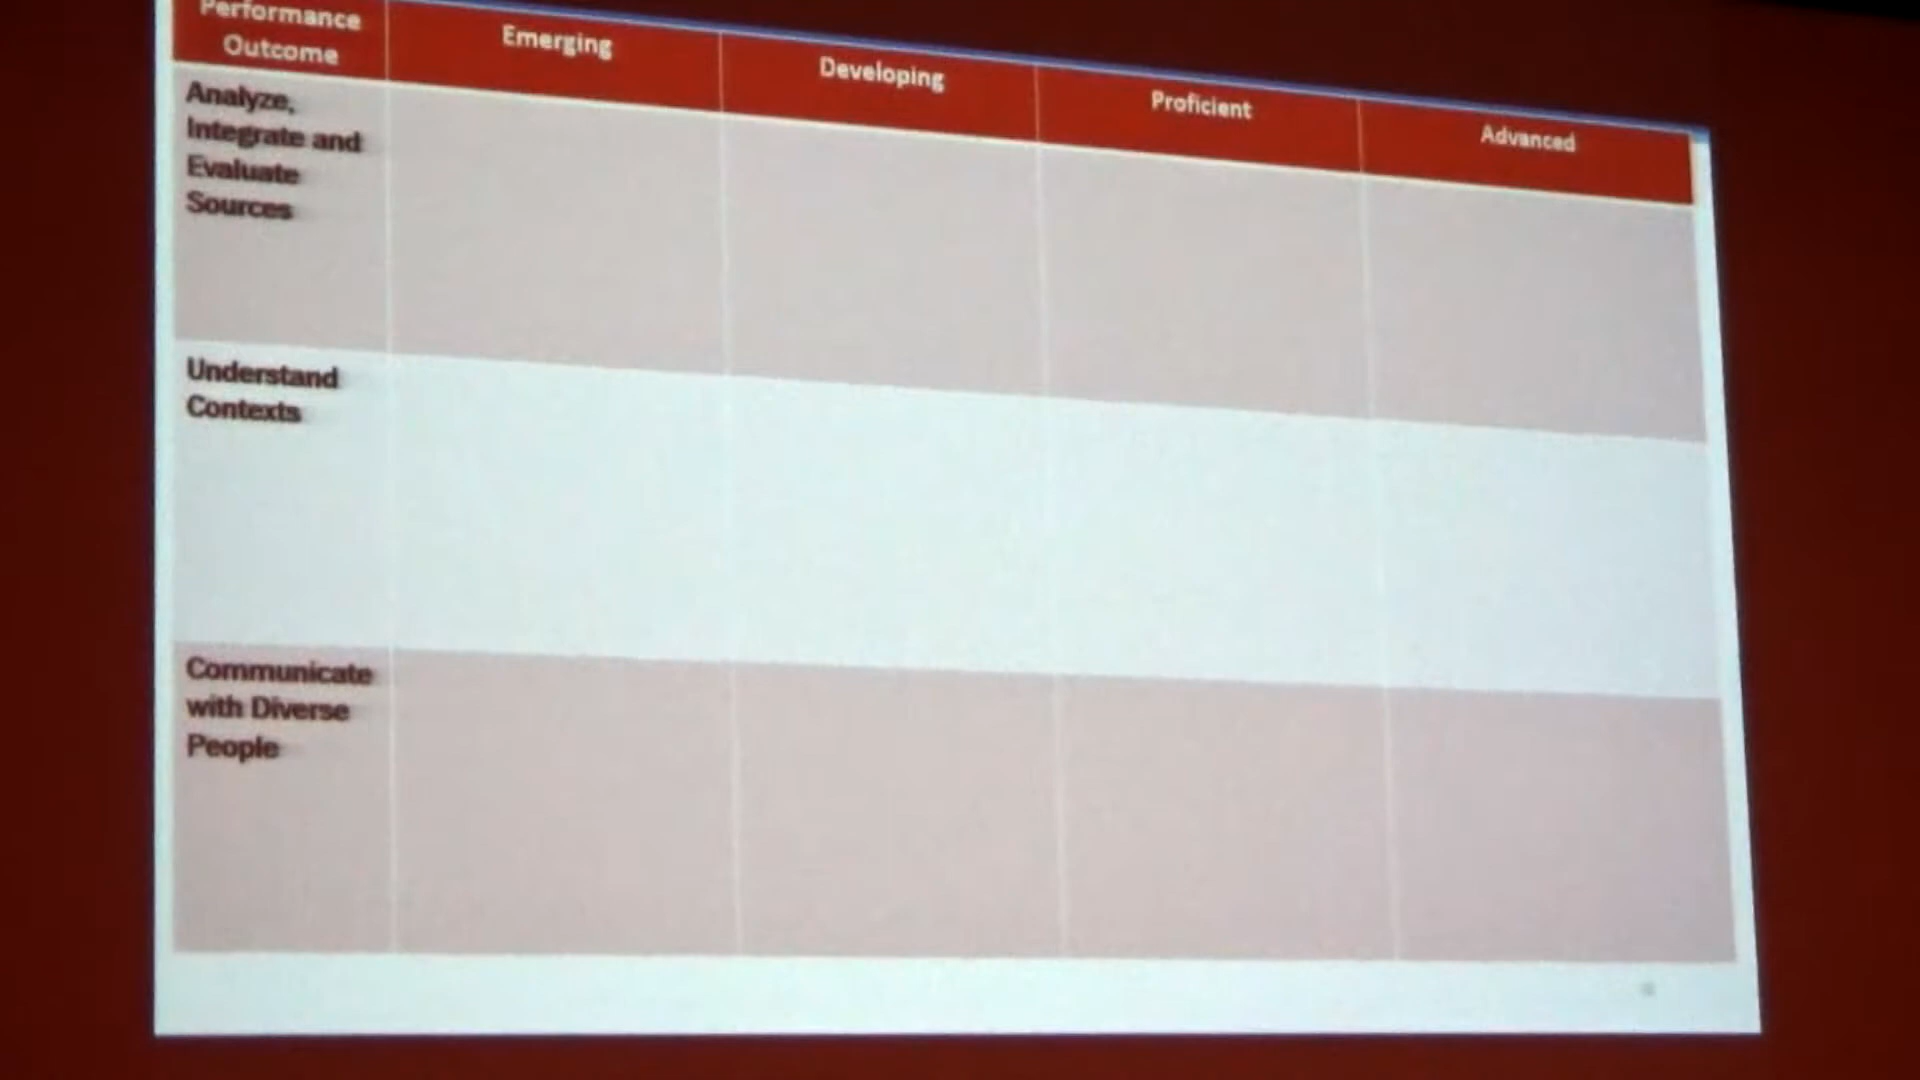 Performance
Outcome
Emerging
Developing
Proficient
Advanced
Analyze,
Integrate and
Evaluate
Sources
Understand
Contexts
Communicate
with Diverse
People